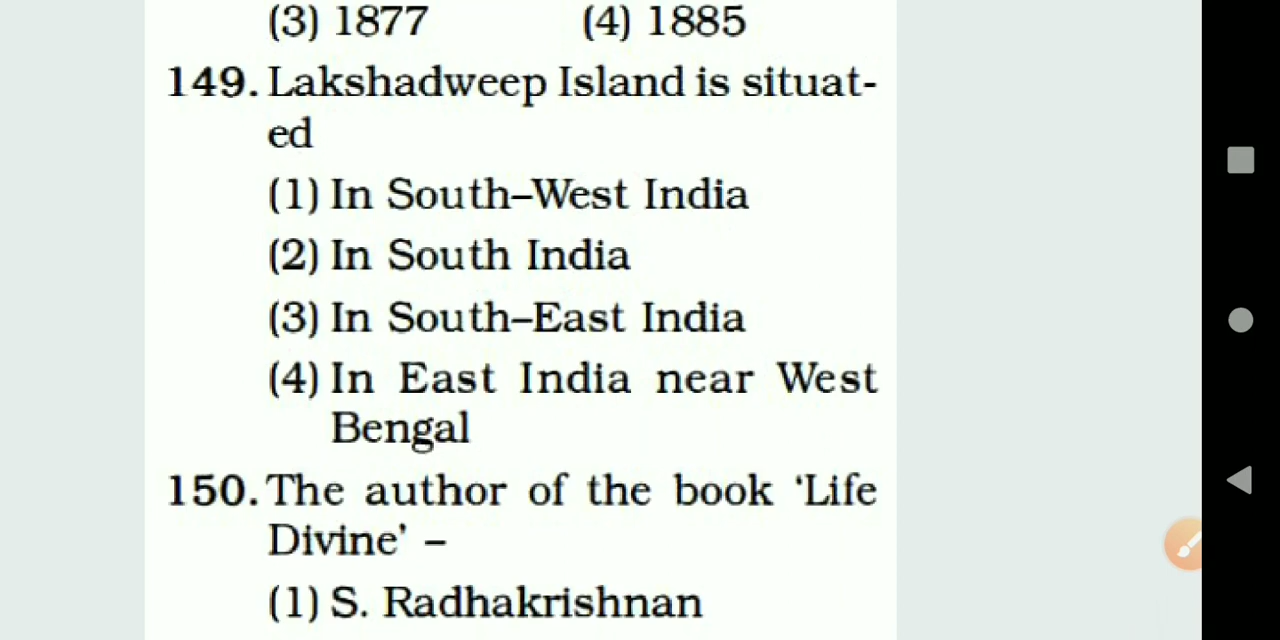 (3) 1877 (4) 1885
149. Lakshadweep Island is situat-
ed
(1) In South–West India
(2) In South India
(3) In South–East India
(4) In East India near West
Bengal
150. The author of the book ‘Life
Divine’ –
(1) S. Radhakrishnan